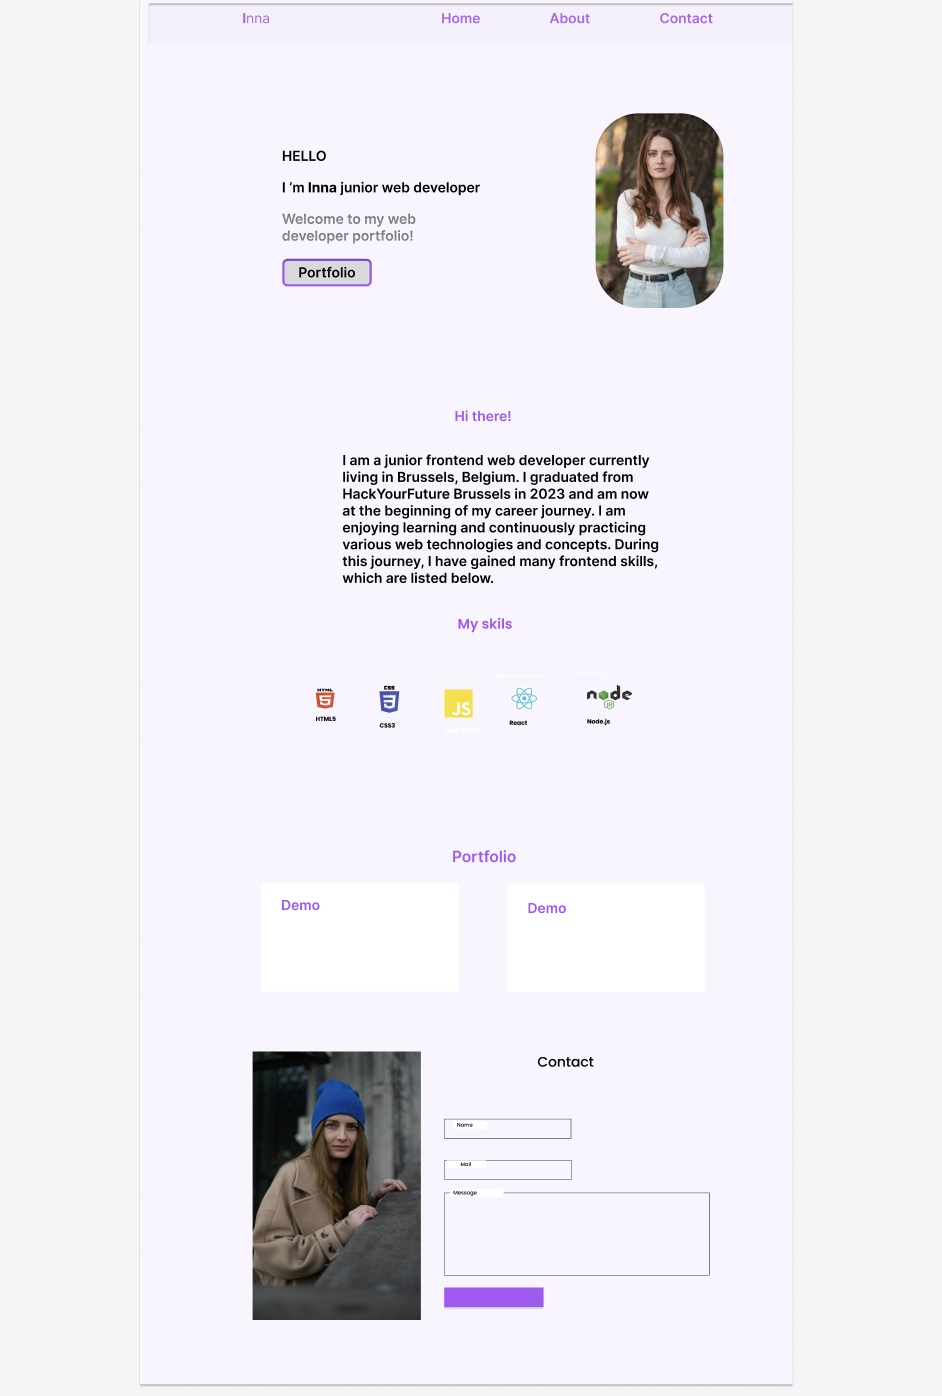 Inna Home About Contact
HELLO
I ‘m Inna junior web developer
Welcome to my web
developer portfolio!
Portfolio
Hi there!
I am a junior frontend web developer currently
living in Brussels, Belgium. I graduated from
HackYourFuture Brussels in 2023 and am now
at the beginning of my career journey. I am
enjoying learning and continuously practicing
various web technologies and concepts. During
this journey, I have gained many frontend skills,
which are listed below.
My skils
HTML
5
HTML5
CSS
3
CSS3
JS
React
node
JS
Node.js
Portfolio
Demo
Demo
Contact
Name
Mail
Message